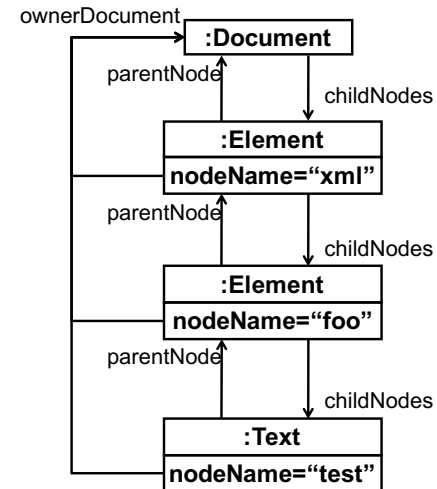 ownerDocument
:Document
parentNode
childNodes
:Element
nodeName=“xml”
parentNode
childNodes
:Element
nodeName=“foo”
parentNode
childNodes
:Text
nodeName=“test”